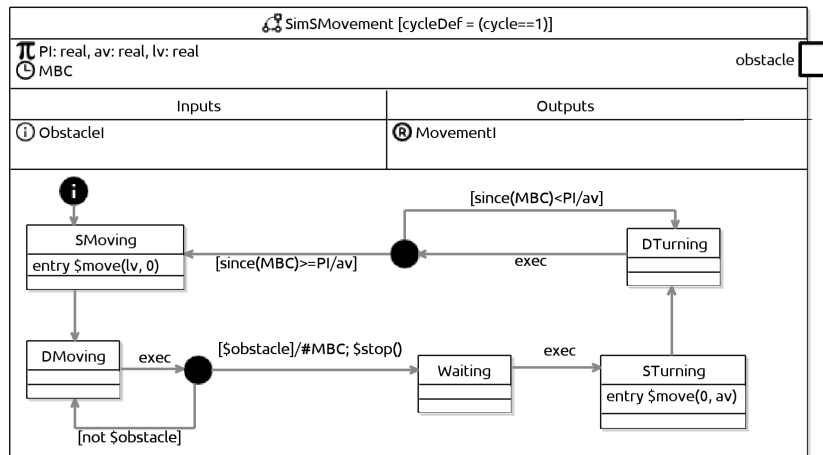 SimSMovement [cycleDef = (cycle==1)]
π PI: real, av: real, lv: real
MBC
obstacle
Inputs
Outputs
i ObstacleI
R MovementI
i
[since(MBC)<PI/av]
SMoving
entry $move(lv, 0)
[since(MBC)>=PI/av]
exec
DTurning
DMoving
exec
[$obstacle]/#MBC; $stop()
Waiting
exec
STurning
entry $move(0, av)
[not $obstacle]